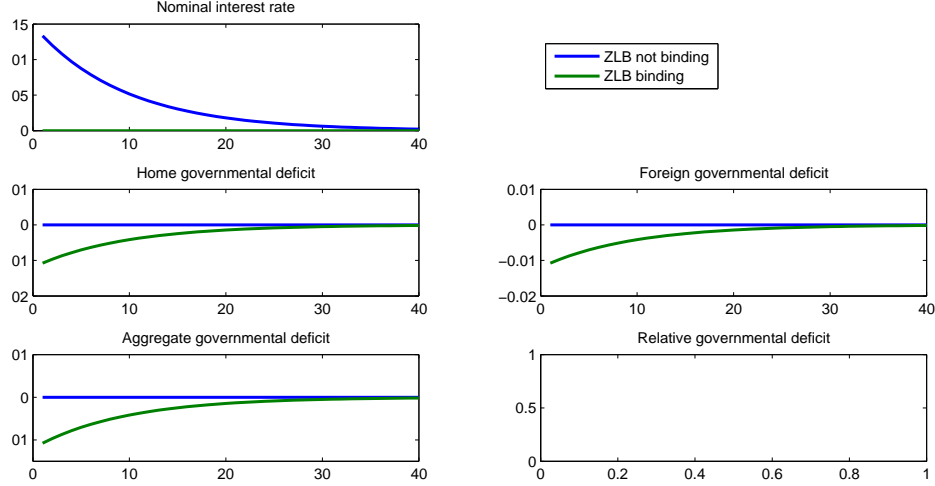 Nominal interest rate
15
01
05
0
0 10 20 30 40
ZLB not binding
ZLB binding
Home governmental deficit
01
0
01
02
0 10 20 30 40
Foreign governmental deficit
0.01
0
−0.01
−0.02
0 10 20 30 40
Aggregate governmental deficit
01
0
01
0 10 20 30 40
Relative governmental deficit
1
0.5
0
0 0.2 0.4 0.6 0.8 1